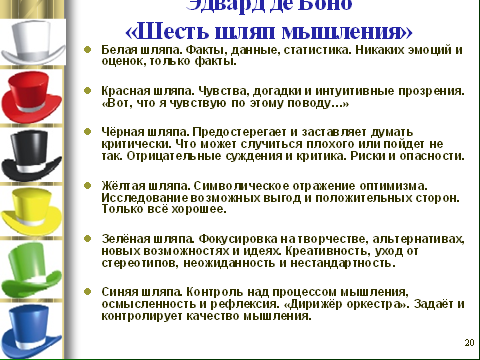 Эдвард де Боно
«Шесть шляп мышления»
Белая шляпа. Факты, данные, статистика. Никаких эмоций и
оценок, только факты.
Красная шляпа. Чувства, догадки и интуитивные прозрения.
«Вот, что я чувствую по этому поводу…»
Чёрная шляпа. Предостерегает и заставляет думать
критически. Что может случиться плохого или пойдет не
так. Отрицательные суждения и критика. Риски и опасности.
Жёлтая шляпа. Символическое отражение оптимизма.
Исследование возможных выгод и положительных сторон.
Только всё хорошее.
Зелёная шляпа. Фокусировка на творчестве, альтернативах,
новых возможностях и идеях. Креативность, уход от
стереотипов, неожиданность и нестандартность.
Синяя шляпа. Контроль над процессом мышления,
осмысленность и рефлексия. «Дирижёр оркестра». Задаёт и
контролирует качество мышления.
20